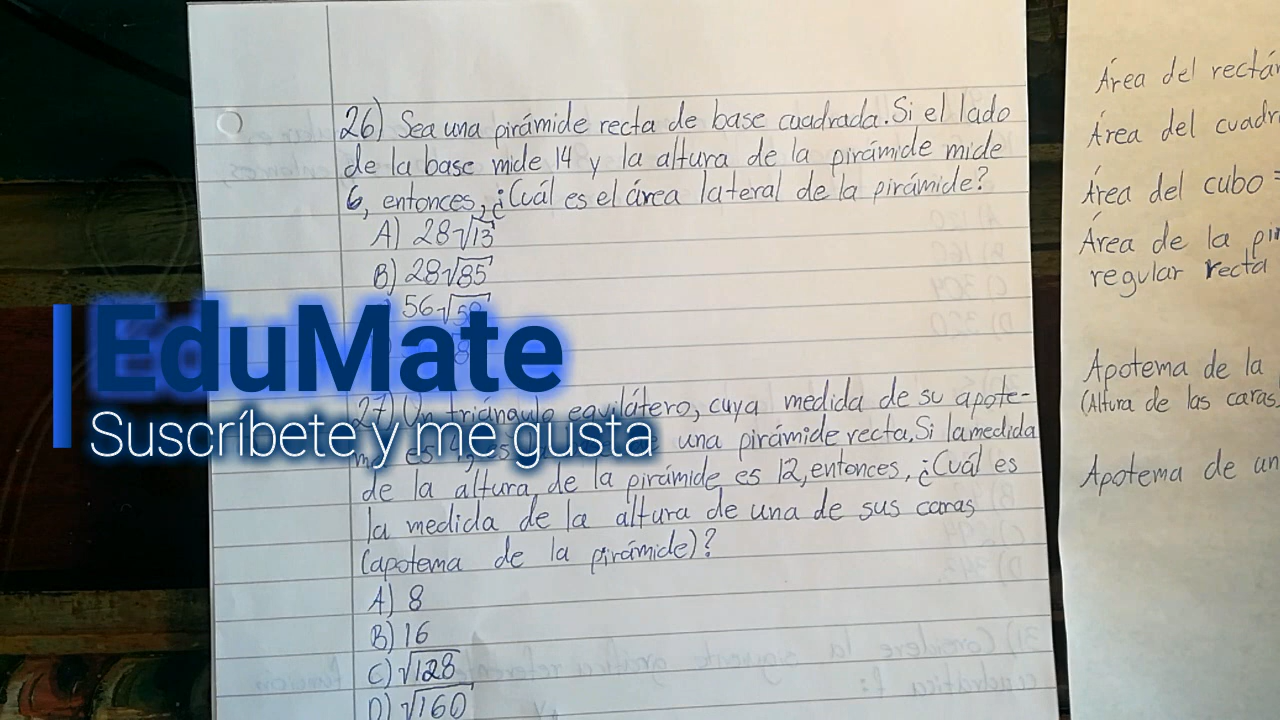 26) Sea una pirámide recta de base cuadrada. Si el lado
de la base mide 14 y la altura de la pirámide mide
6, entonces, ¿Cuál es el área lateral de la pirámide?
A) 28√13
B) 28√85
56√58
EduMate
Suscríbete y me gusta
27) Un triángulo equilátero, cuya medida de su apote-
es 4, es una pirámide recta. Si la medida
de la altura de la pirámide es 12, entonces, ¿Cuál es
la medida de la altura de una de sus caras
(apotema de la pirámide)?
A) 8
B) 16
C) √128
D) √160
Área del
Área del
Área del cubo =
Área de la
regular recta
Apotema de la
(Altura de las caras
Apotema de